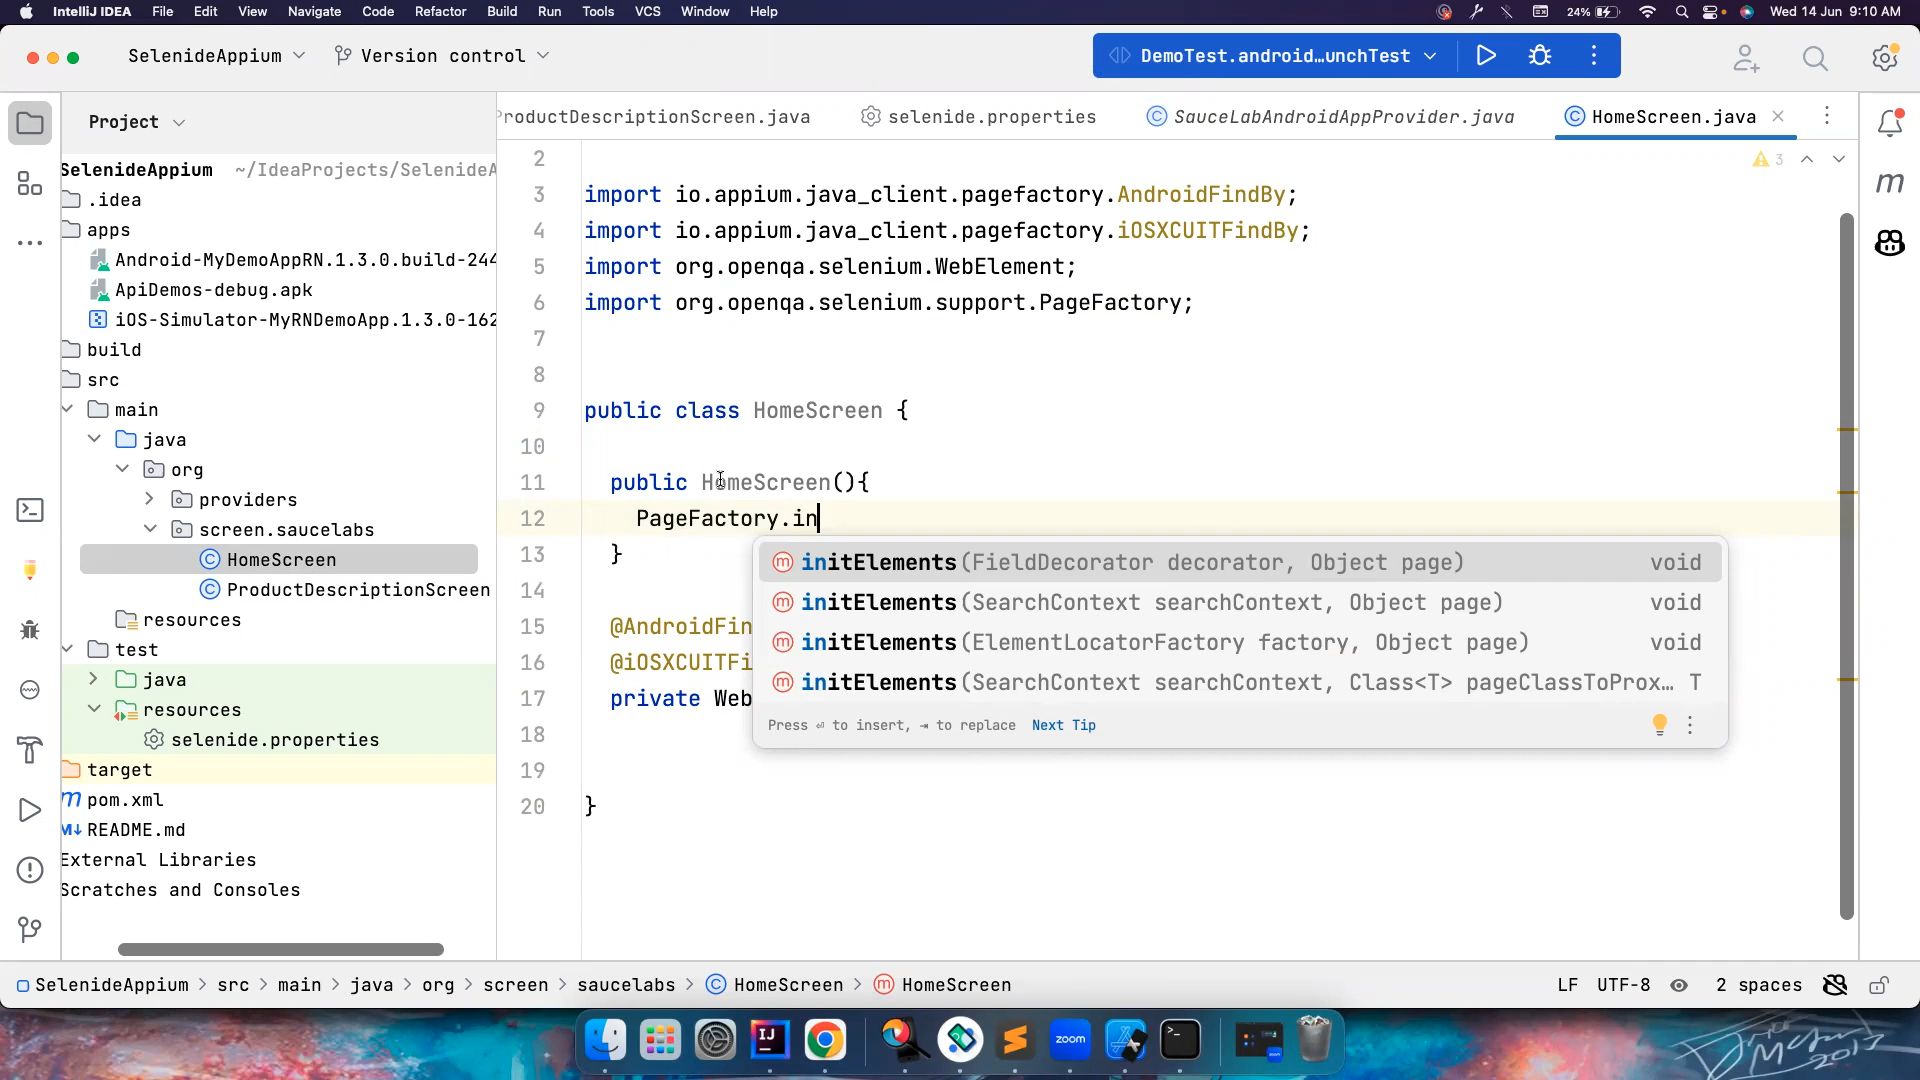 IntelliJ IDEA File Edit View Navigate Code Refactor Build Run Tools VCS Window Help 24% Wed 14 Jun 9:10 AM
SelenideAppium Version control DemoTest.android…unchTest
Project
roductDescriptionScreen.java selenide.properties SauceLabAndroidAppProvider.java HomeScreen.java
SelenideAppium ~/IdeaProjects/SelenideA
.idea
apps
Android-MyDemoAppRN.1.3.0.build-244
ApiDemos-debug.apk
iOS-Simulator-MyRNDemoApp.1.3.0-162
build
src
main
java
org
providers
screen.saucelabs
HomeScreen
ProductDescriptionScreen
resources
test
java
resources
selenide.properties
target
pom.xml
README.md
External Libraries
Scratches and Consoles
3
2
3 import io.appium.java_client.pagefactory.AndroidFindBy;
4 import io.appium.java_client.pagefactory.iOSXCUITFindBy;
5 import org.openqa.selenium.WebElement;
6 import org.openqa.selenium.support.PageFactory;
7
8
9 public class HomeScreen {
10
11 public HomeScreen(){
12 PageFactory.in
13 }
14
15 @AndroidFin
16 @iOSXCUITFi
17 private Web
18
19
20 }
initElements(FieldDecorator decorator, Object page) void
initElements(SearchContext searchContext, Object page) void
initElements(ElementLocatorFactory factory, Object page) void
initElements(SearchContext searchContext, Class<T> pageClassToProx… T
Press ⏎ to insert, ⇥ to replace Next Tip
SelenideAppium > src > main > java > org > screen > saucelabs > HomeScreen > HomeScreen LF UTF-8 2 spaces
zoom